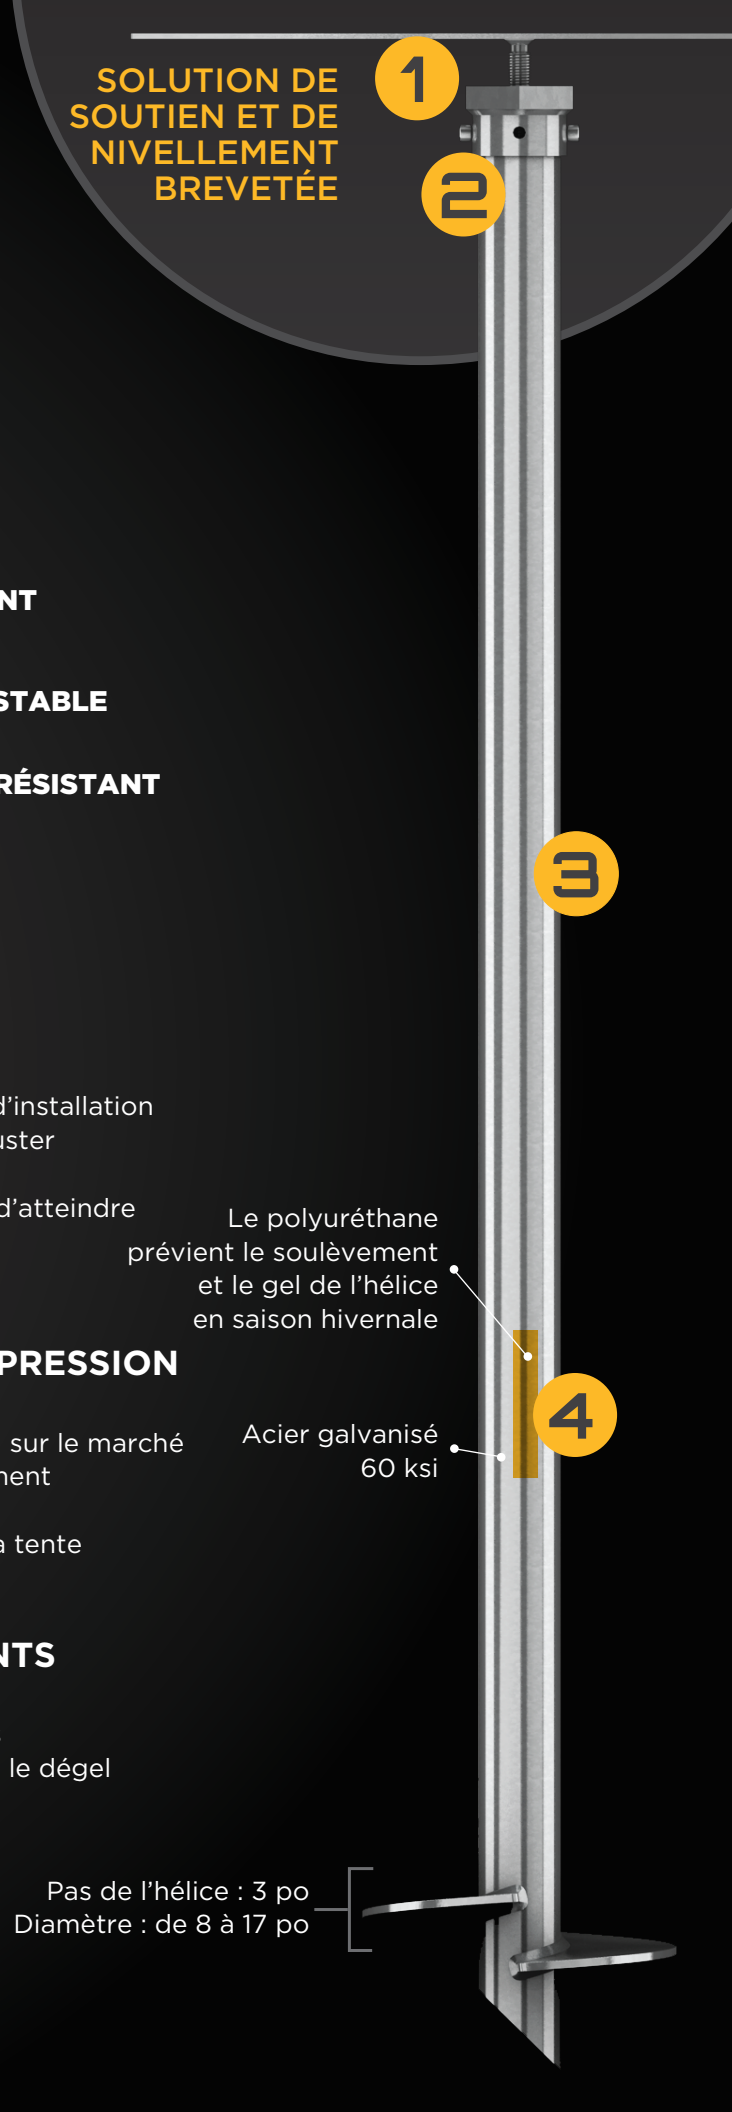 SOLUTION DE
SOUTIEN ET DE
NIVELLEMENT
BREVETÉE
1
2
NT
STABLE
RÉSISTANT
3
d'installation
uster
d'atteindre
Le polyuréthane
prévient le soulèvement
et le gel de l'hélice
en saison hivernale
PRESSION
4
sur le marché
nent
Acier galvanisé
60 ksi
a tente
NTS
le dégel
Pas de l'hélice : 3 po
Diamètre : de 8 à 17 po